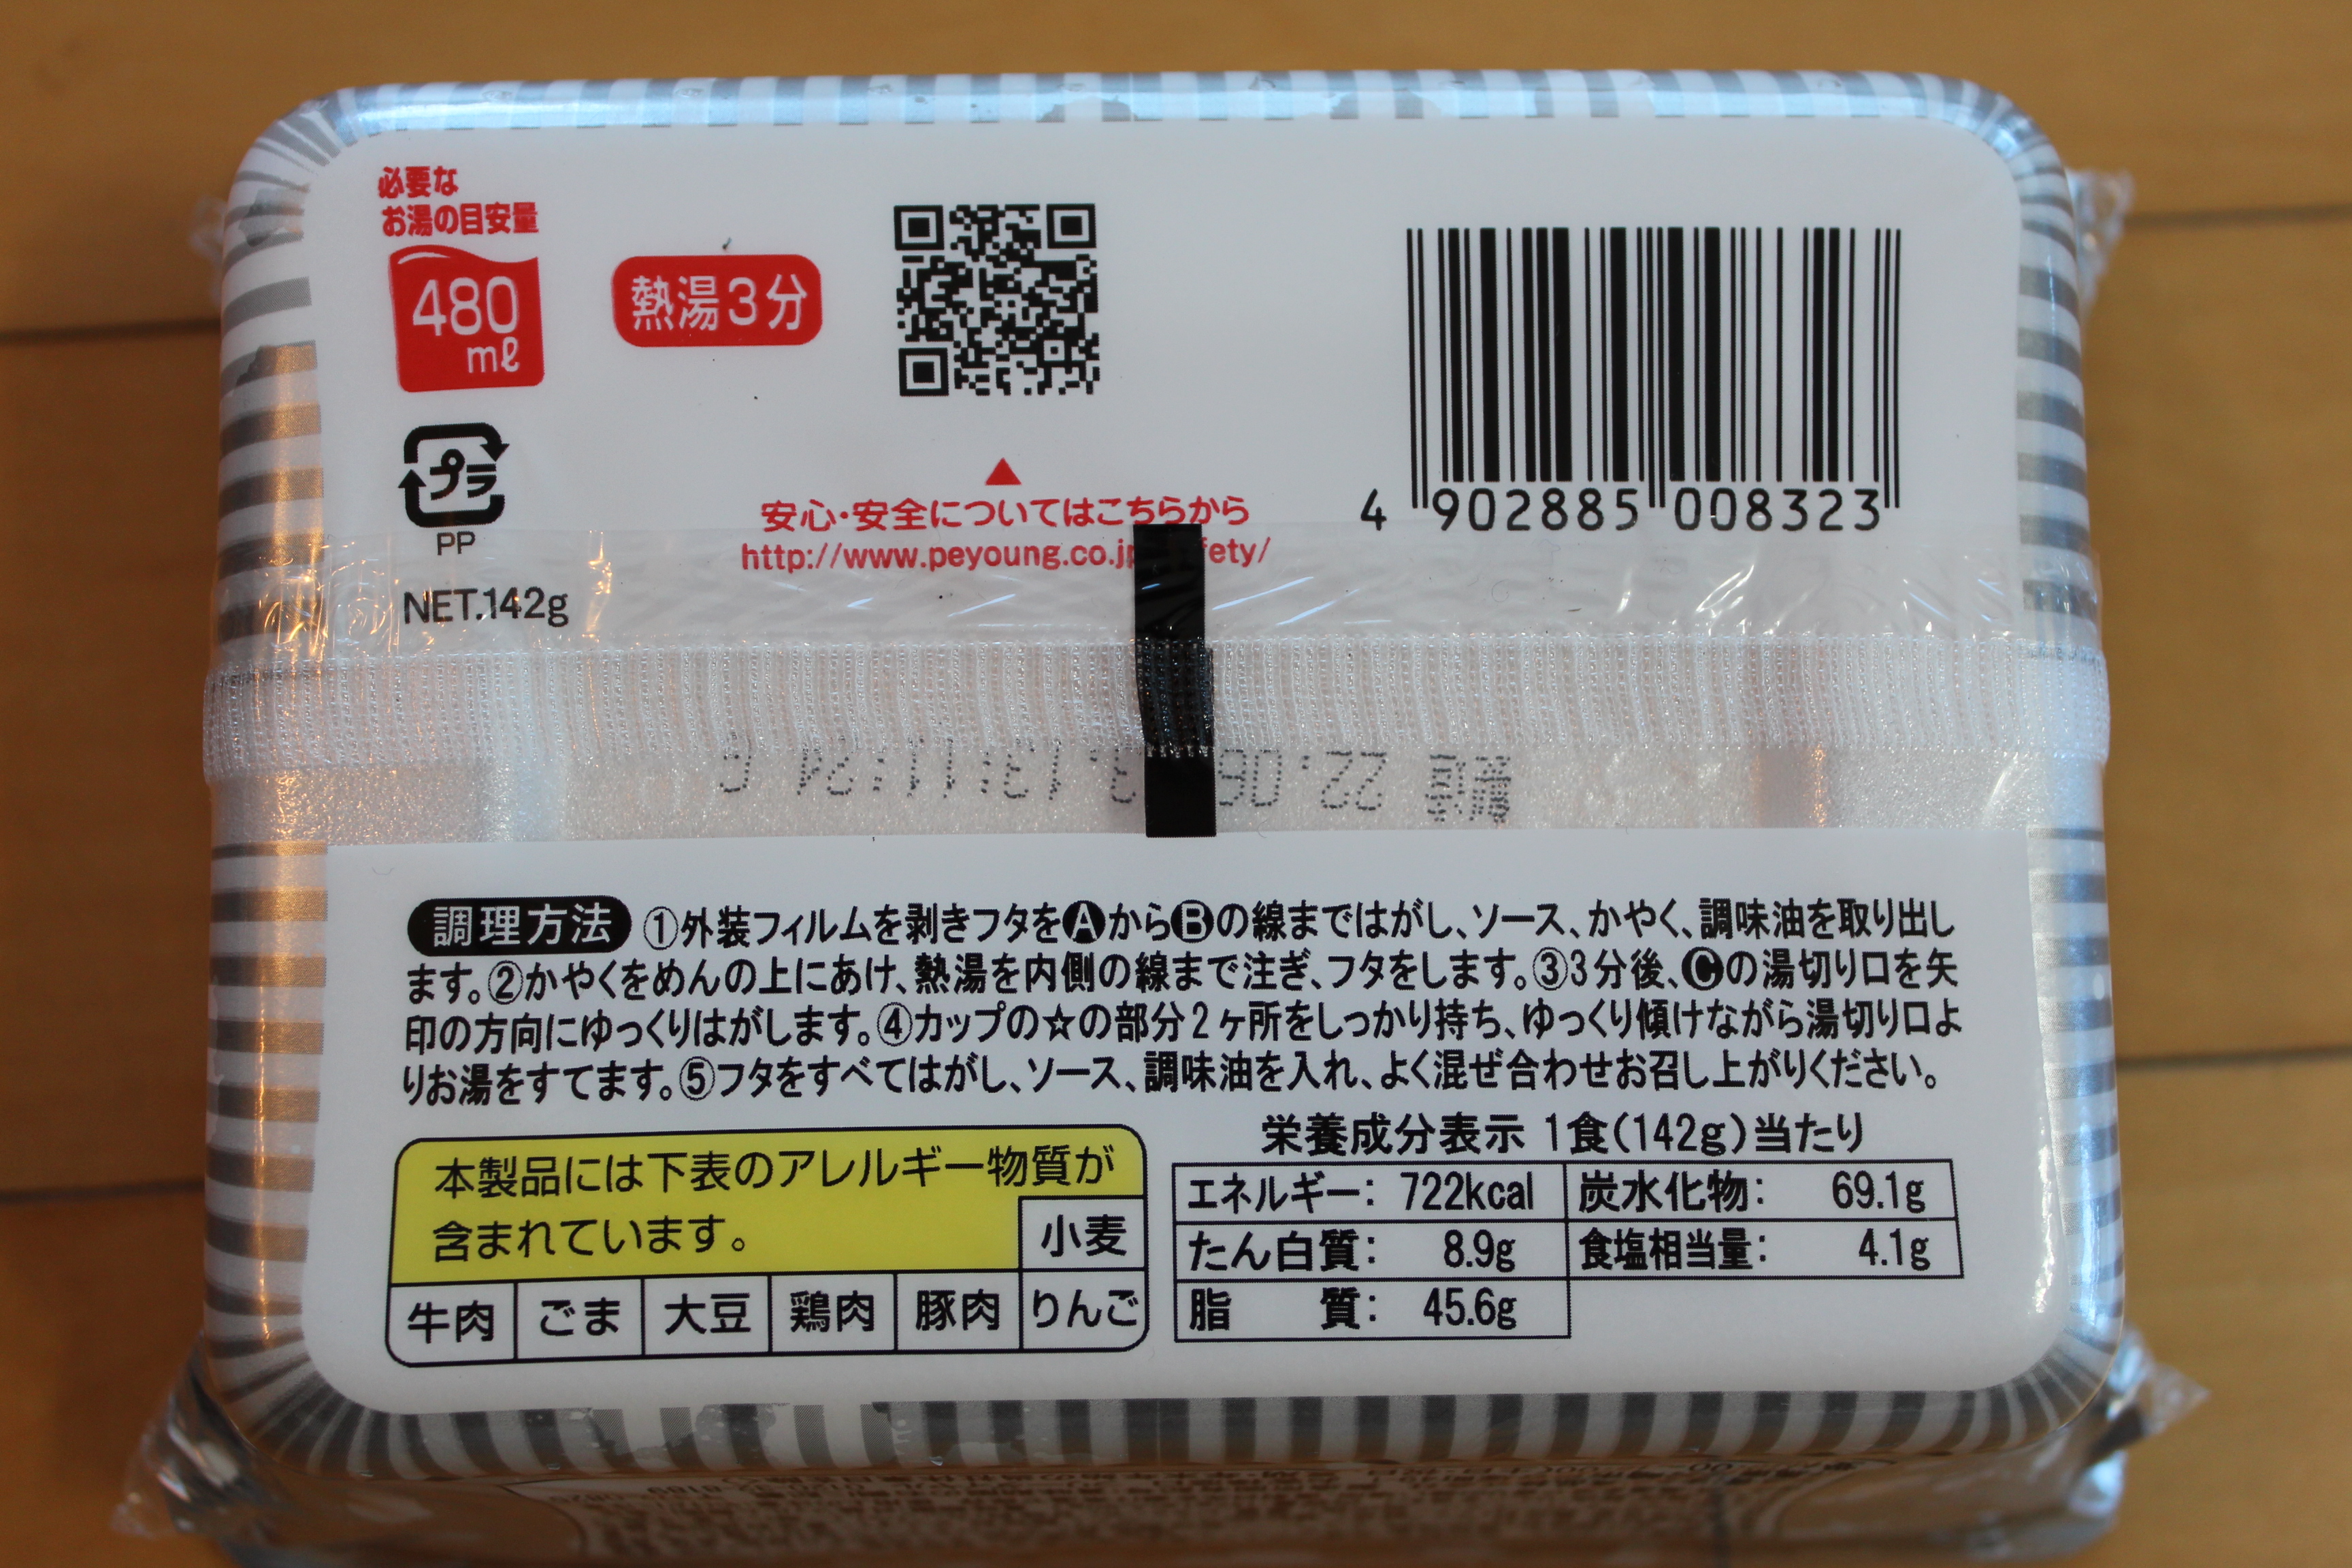 必要な
お湯の目安量
480
mℓ
熱湯3分
プラ
PP
NET.142g
安心・安全についてはこちらから
http://www.peyoung.co.jp
4 902885 008323
調理方法 ①外装フィルムを剥きフタをAからBの線まではがし、ソース、かやく、調味油を取り出し
ます。②かやくをめんの上にあけ、熱湯を内側の線まで注ぎ、フタをします。③3分後、Cの湯切り口を矢
印の方向にゆっくりはがします。④カップの☆の部分2ヶ所をしっかり持ち、ゆっくり傾けながら湯切り口よ
りお湯をすてます。⑤フタをすべてはがし、ソース、調味油を入れ、よく混ぜ合わせお召し上がりください。
本製品には下表のアレルギー物質が
含まれています。
小麦
牛肉 ごま 大豆 鶏肉 豚肉 りんご
栄養成分表示 1食(142g)当たり
エネルギー: 722kcal 炭水化物: 69.1g
たん白質: 8.9g 食塩相当量: 4.1g
脂 質: 45.6g